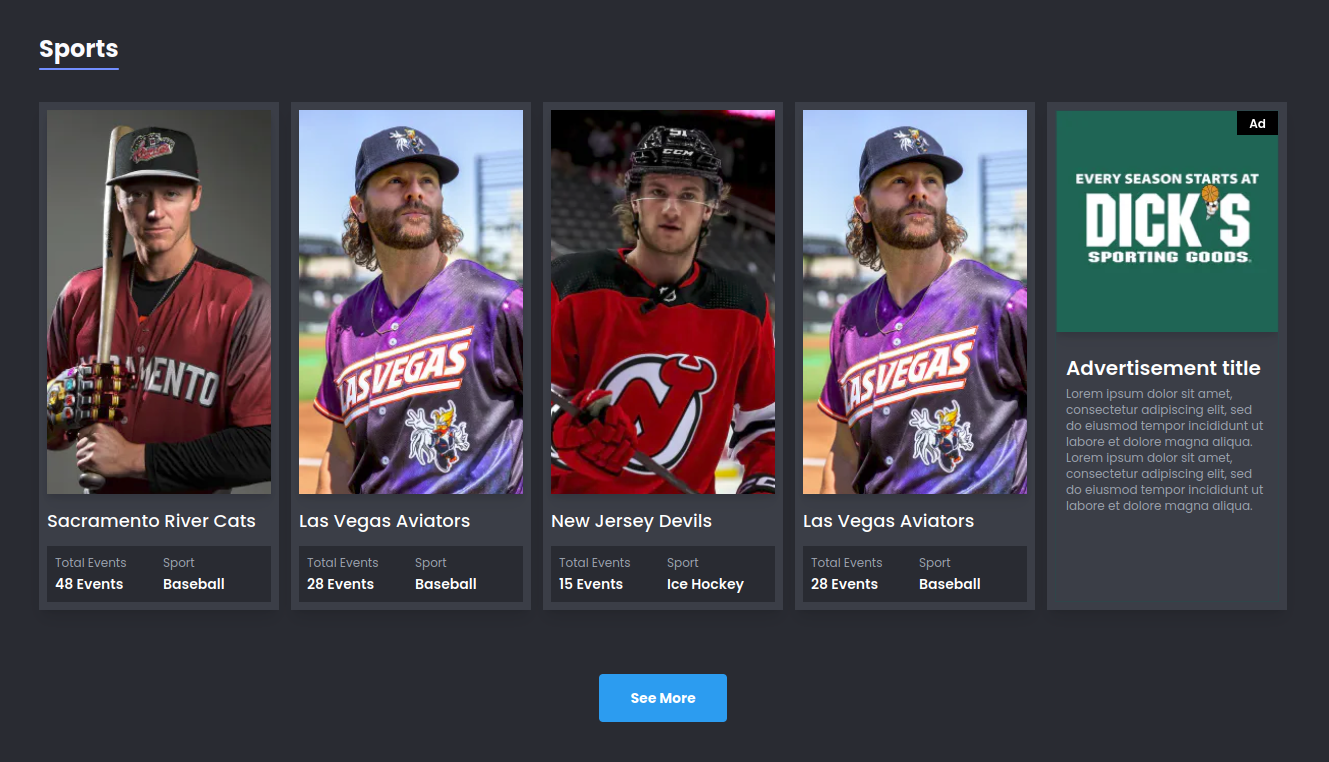 Sports
Ad
EVERY SEASON STARTS AT
DICK'S
SPORTING GOODS.
CCM
SACRAMENTO
ASVEGAS
ASVEGAS
Sacramento River Cats
Las Vegas Aviators
New Jersey Devils
Las Vegas Aviators
Advertisement title
Lorem ipsum dolor sit amet,
consectetur adipiscing elit, sed
do eiusmod tempor incididunt ut
labore et dolore magna aliqua.
Lorem ipsum dolor sit amet,
consectetur adipiscing elit, sed
do eiusmod tempor incididunt ut
labore et dolore magna aliqua.
Total Events
Sport
48 Events
Baseball
Total Events
Sport
28 Events
Baseball
Total Events
Sport
15 Events
Ice Hockey
Total Events
Sport
28 Events
Baseball
See More